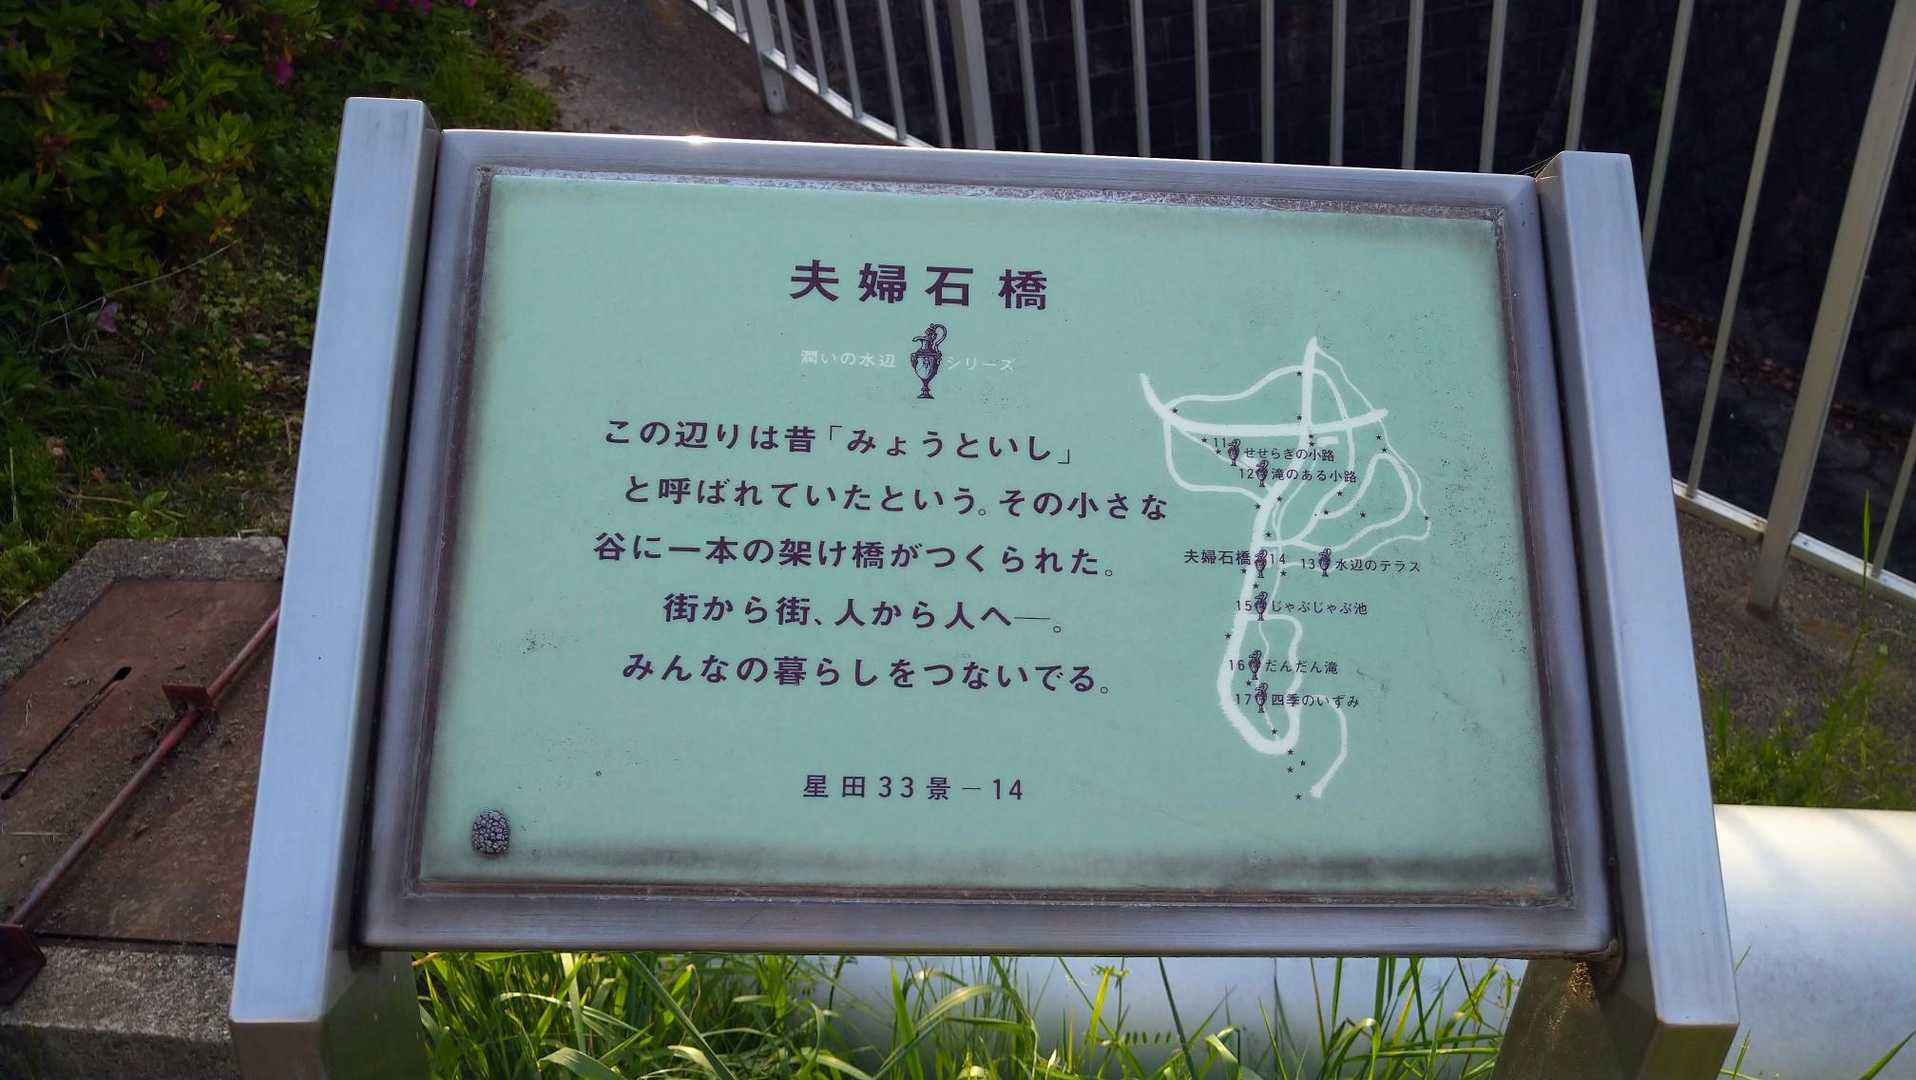 夫婦石橋
潤いの水辺 シリーズ
この辺りは昔「みょうといし」
と呼ばれていたという。その小さな
谷に一本の架け橋がつくられた。
街から街、人から人へ―。
みんなの暮らしをつないでる。
星田33景－14
11 せせらぎの小路
12 滝のある小路
夫婦石橋 14
13 水辺のテラス
15 じゃぶじゃぶ池
16 だんだん滝
17 四季のいずみ